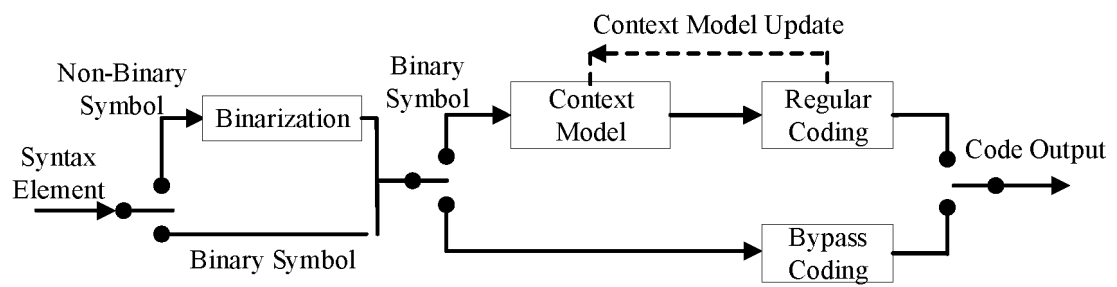 Context Model Update
Non-Binary
Symbol
Binarization
Binary
Symbol
Context
Model
Regular
Coding
Code Output
Syntax
Element
Binary Symbol
Bypass
Coding